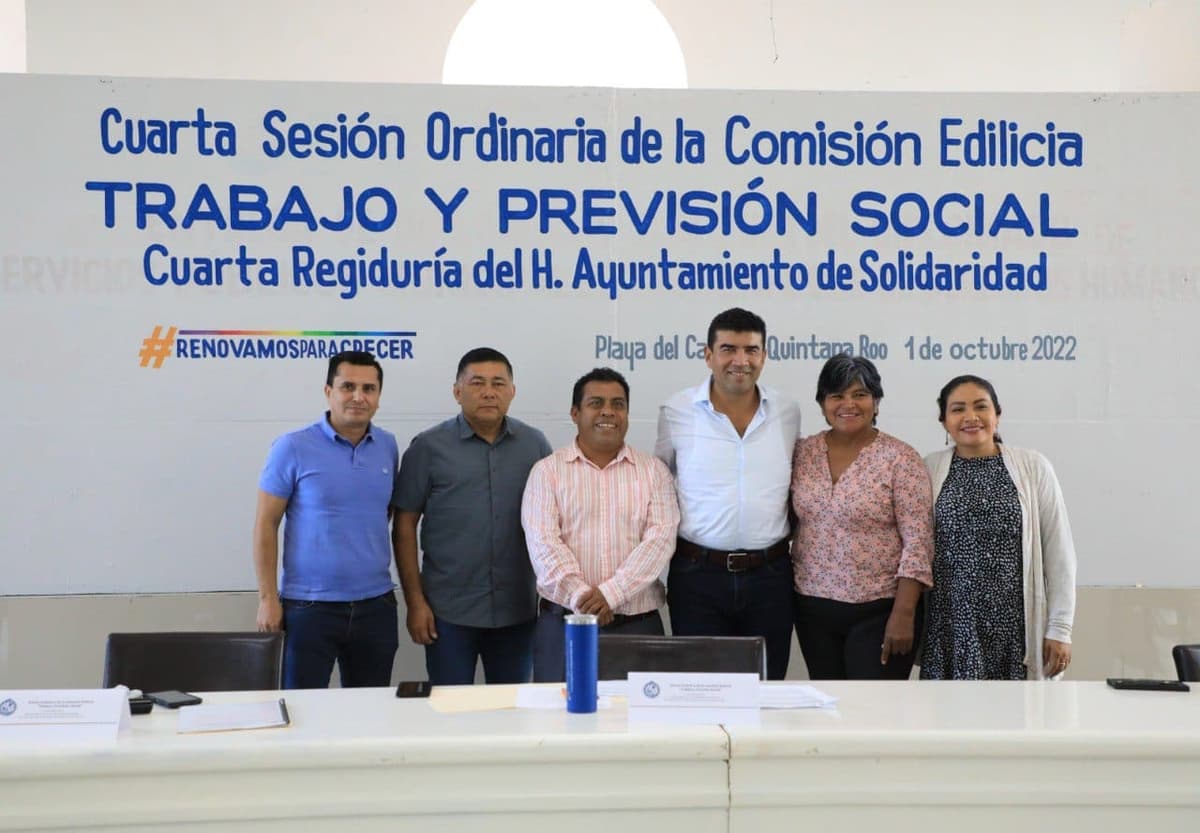 Cuarta Sesión Ordinaria de la Comisión Edilicia
TRABAJO Y PREVISIÓN SOCIAL
Cuarta Regiduría del H. Ayuntamiento de Solidaridad
#RENOVAMOSPARACRECER
Playa del Quintana Roo 1 de octubre 2022